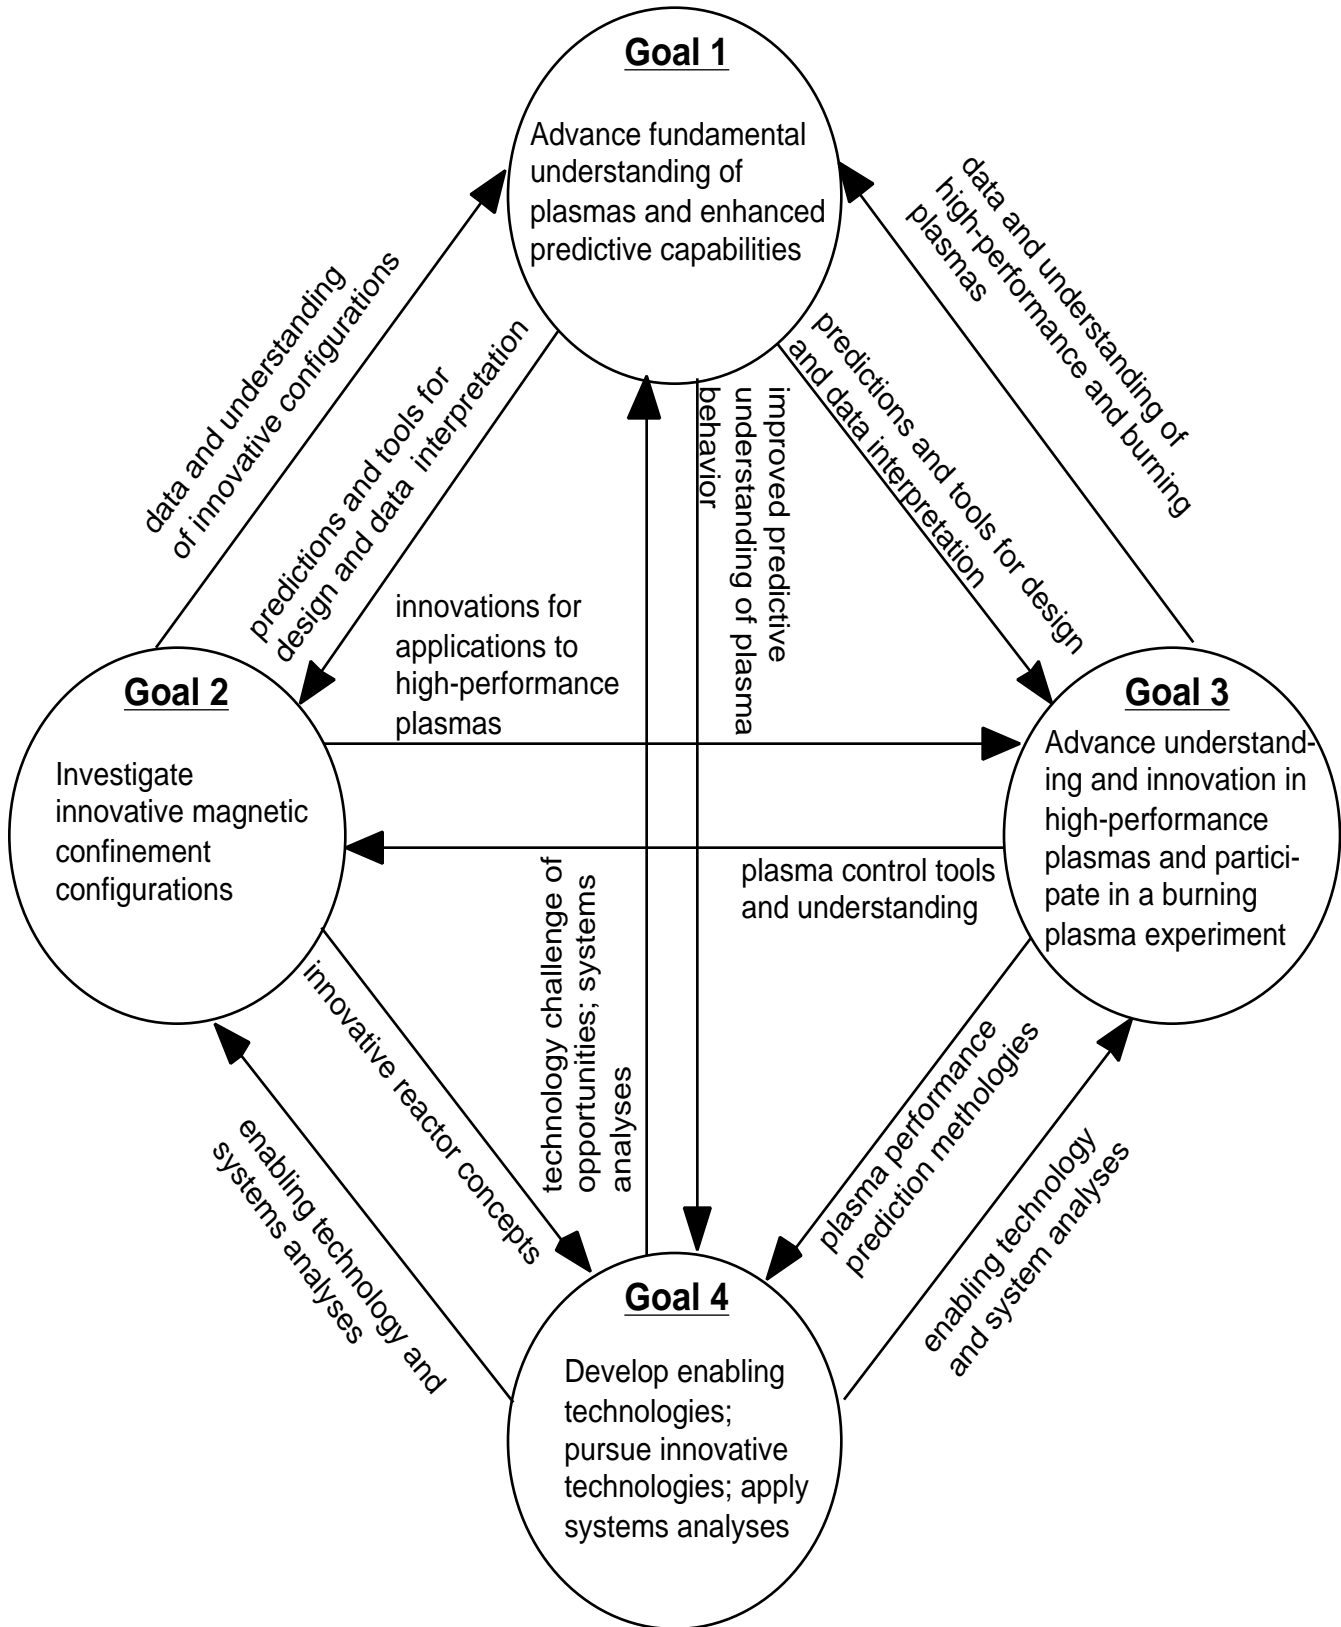 Goal 1
Advance fundamental
understanding of
plasmas and enhanced
predictive capabilities
data and understanding
of innovative configurations
predictions and tools for
design and data interpretation
improved predictive
understanding of plasma
behavior
predictions and tools for design
and data interpretation
data and understanding of
high-performance and burning
plasmas
innovations for
applications to
high-performance
plasmas
Goal 2
Investigate
innovative magnetic
confinement
configurations
Goal 3
Advance understand-
ing and innovation in
high-performance
plasmas and partici-
pate in a burning
plasma experiment
plasma control tools
and understanding
technology challenge of
opportunities; systems
analyses
innovative reactor concepts
enabling technology and
systems analyses
plasma performance
prediction methologies
enabling technology
and system analyses
Goal 4
Develop enabling
technologies;
pursue innovative
technologies; apply
systems analyses